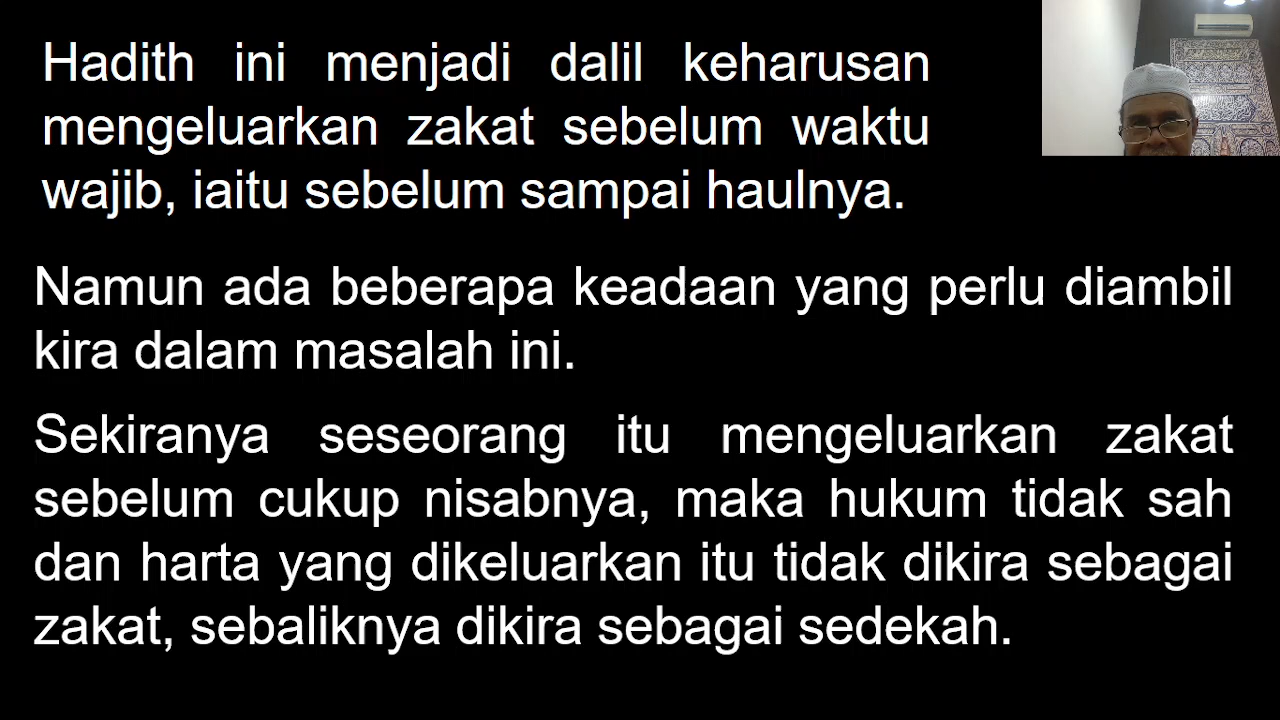 Hadith ini menjadi dalil keharusan
mengeluarkan zakat sebelum waktu
wajib, iaitu sebelum sampai haulnya.
Namun ada beberapa keadaan yang perlu diambil
kira dalam masalah ini.
Sekiranya seseorang itu mengeluarkan zakat
sebelum cukup nisabnya, maka hukum tidak sah
dan harta yang dikeluarkan itu tidak dikira sebagai
zakat, sebaliknya dikira sebagai sedekah.